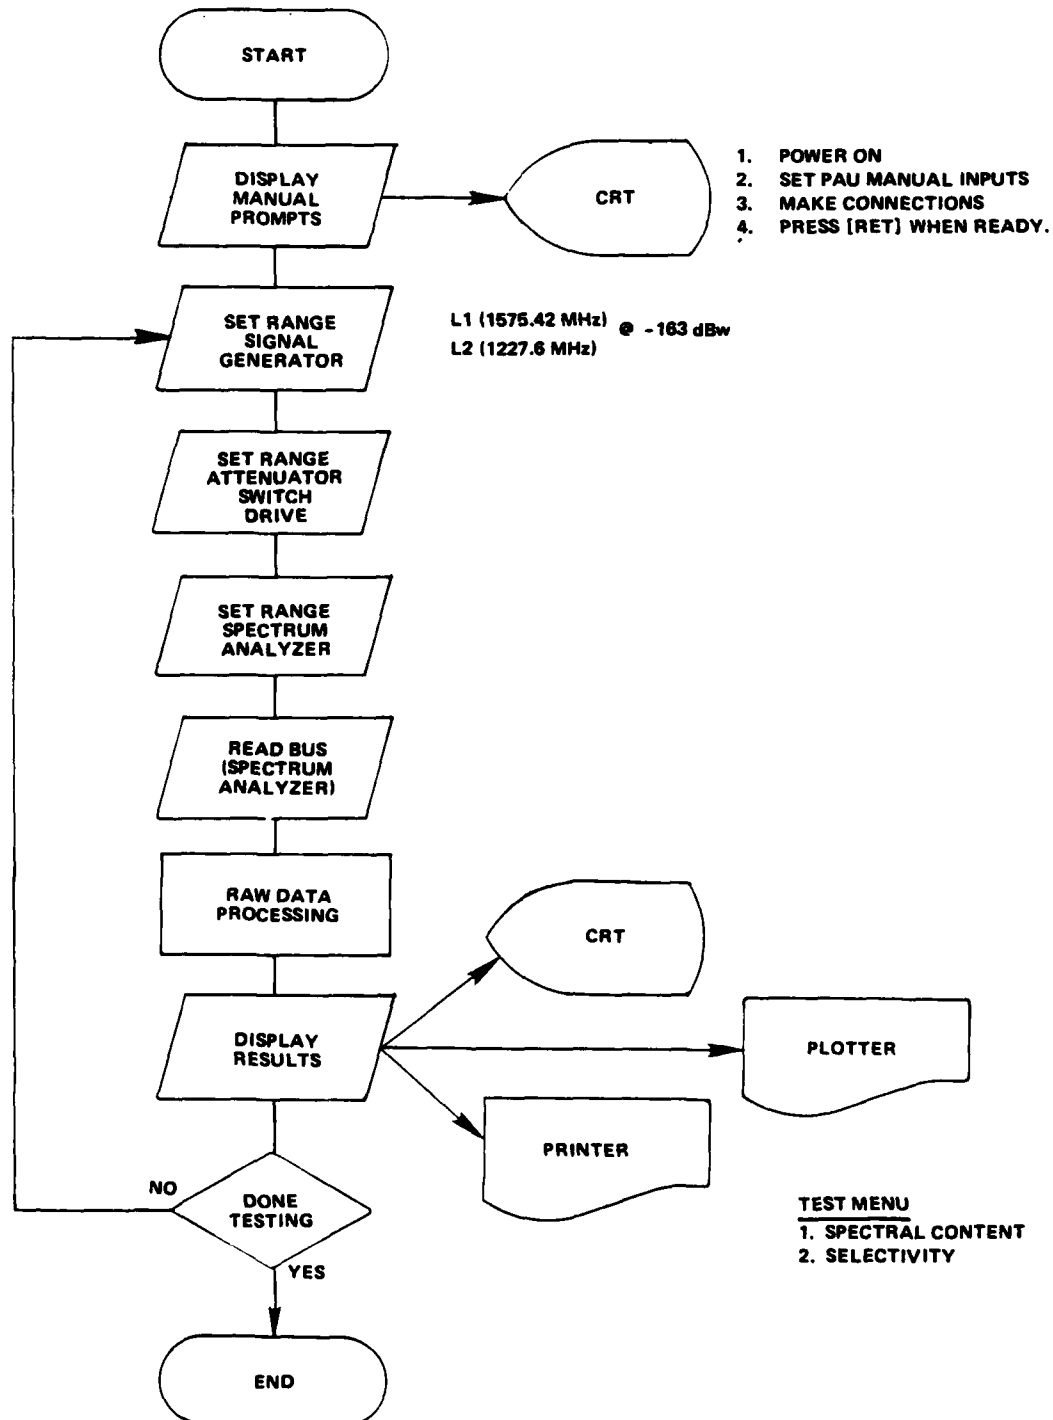 START
DISPLAY
MANUAL
PROMPTS
CRT
1. POWER ON
2. SET PAU MANUAL INPUTS
3. MAKE CONNECTIONS
4. PRESS [RET] WHEN READY.
SET RANGE
SIGNAL
GENERATOR
L1 (1575.42 MHz)
@ -163 dBw
L2 (1227.6 MHz)
SET RANGE
ATTENUATOR
SWITCH
DRIVE
SET RANGE
SPECTRUM
ANALYZER
READ BUS
(SPECTRUM
ANALYZER)
RAW DATA
PROCESSING
CRT
DISPLAY
RESULTS
PLOTTER
PRINTER
NO
DONE
TESTING
YES
TEST MENU
1. SPECTRAL CONTENT
2. SELECTIVITY
END